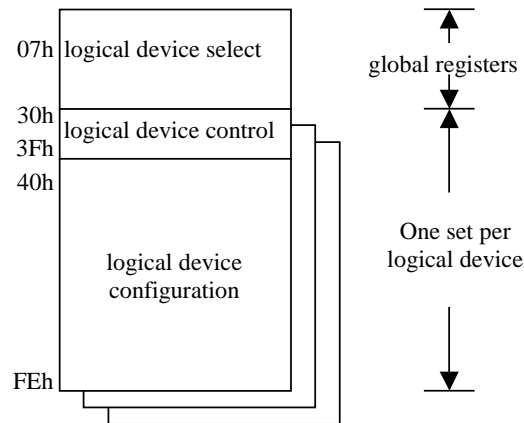 07h logical device select
global registers
30h
logical device control
3Fh
40h
One set per
logical device
logical device
configuration
FEh